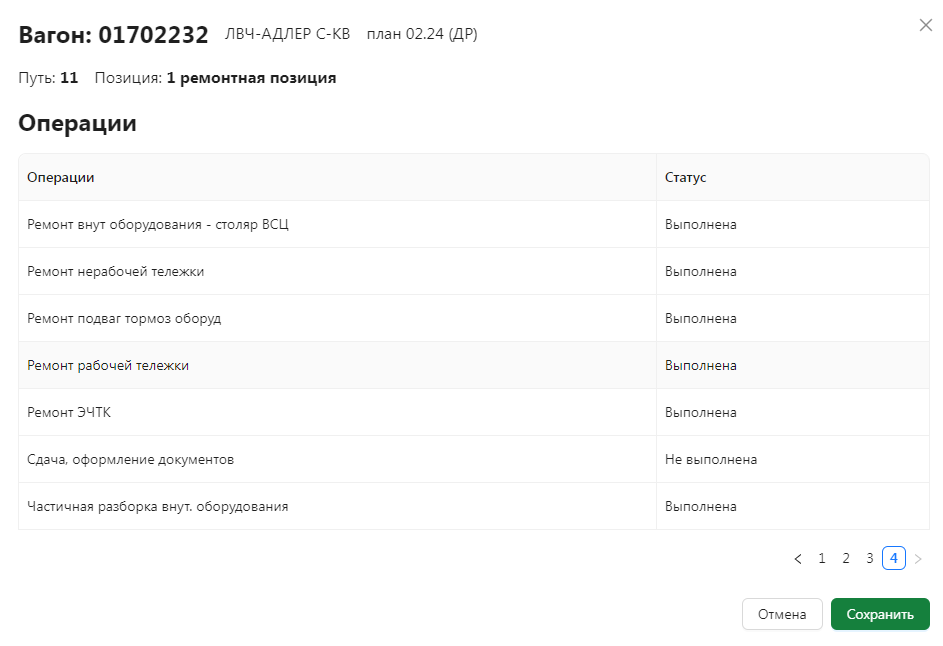 Вагон: 01702232 ЛВЧ-АДЛЕР С-КВ план 02.24 (ДР)
Путь: 11 Позиция: 1 ремонтная позиция
Операции
Операции Статус
Ремонт внут оборудования - столяр ВСЦ Выполнена
Ремонт нерабочей тележки Выполнена
Ремонт подваг тормоз оборуд Выполнена
Ремонт рабочей тележки Выполнена
Ремонт ЭЧТК Выполнена
Сдача, оформление документов Не выполнена
Частичная разборка внут. оборудования Выполнена
< 1 2 3 4 >
Отмена Сохранить